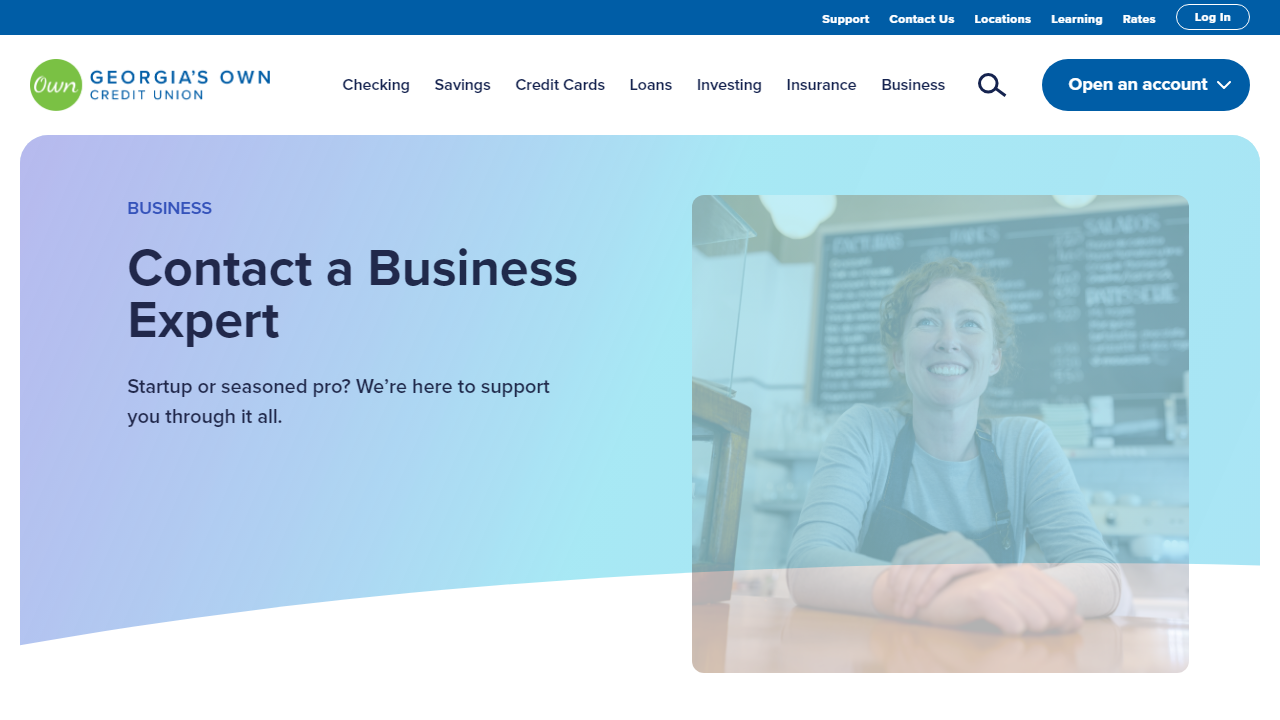 Support Contact Us Locations Learning Rates Log In
Own GEORGIA'S OWN
CREDIT UNION
Checking Savings Credit Cards Loans Investing Insurance Business Open an account
BUSINESS
Contact a Business
Expert
Startup or seasoned pro? We’re here to support
you through it all.